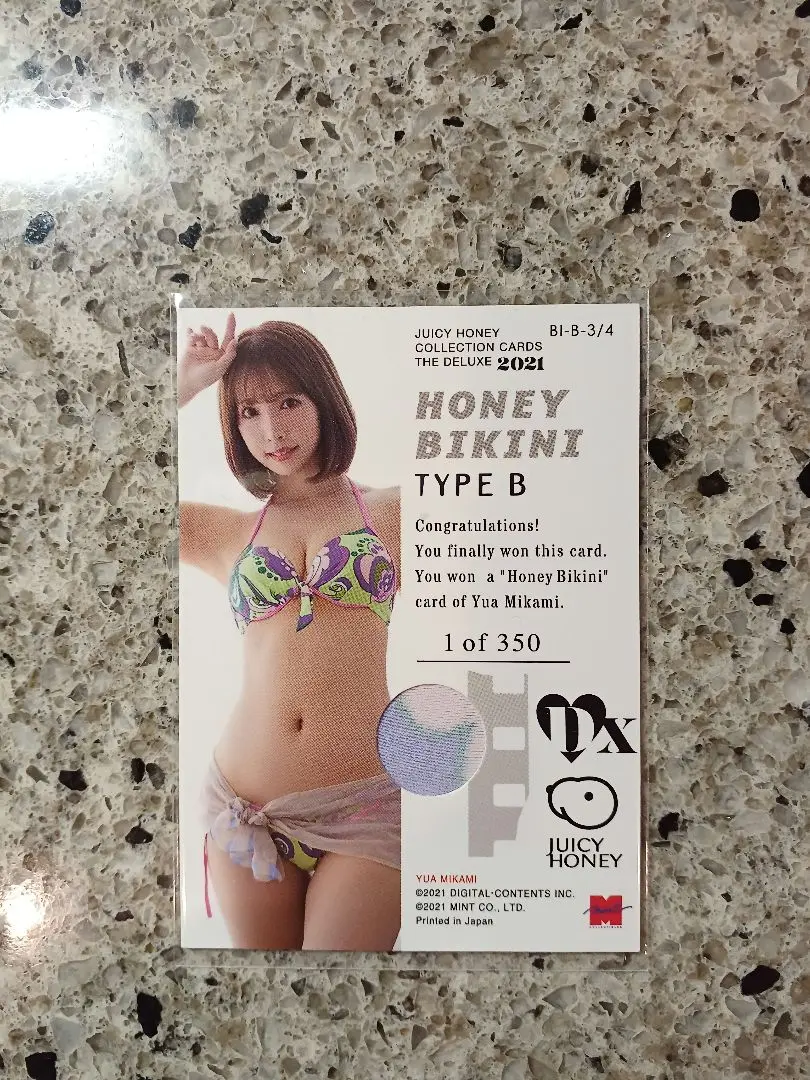 JUICY HONEY
COLLECTION CARDS
THE DELUXE 2021
BI-B-3/4
HONEY
BIKINI
TYPE B
Congratulations!
You finally won this card.
You won a "Honey Bikini"
card of Yua Mikami.
1 of 350
Dx
JUICY
HONEY
YUA MIKAMI
©2021 DIGITAL·CONTENTS INC.
©2021 MINT CO., LTD.
Printed in Japan
M